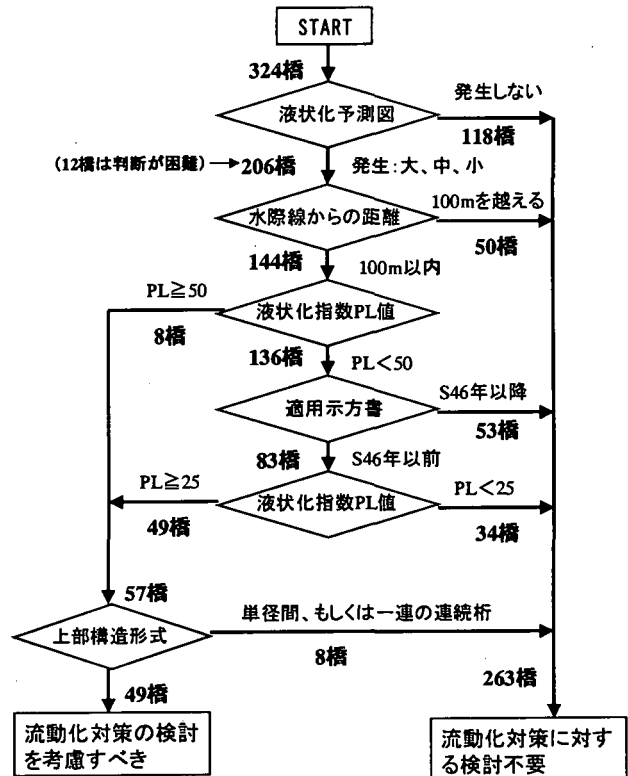 START
324橋
液状化予測図
発生しない
118橋
(12橋は判断が困難)
206橋
発生:大、中、小
水際線からの距離
100mを越える
50橋
144橋
100m以内
PL≧50
液状化指数PL値
8橋
136橋
PL<50
適用示方書
S46年以降
53橋
83橋
S46年以前
PL≧25
液状化指数PL値
PL<25
49橋
34橋
57橋
上部構造形式
単径間、もしくは一連の連続桁
8橋
49橋
263橋
流動化対策の検討
を考慮すべき
流動化対策に対す
る検討不要